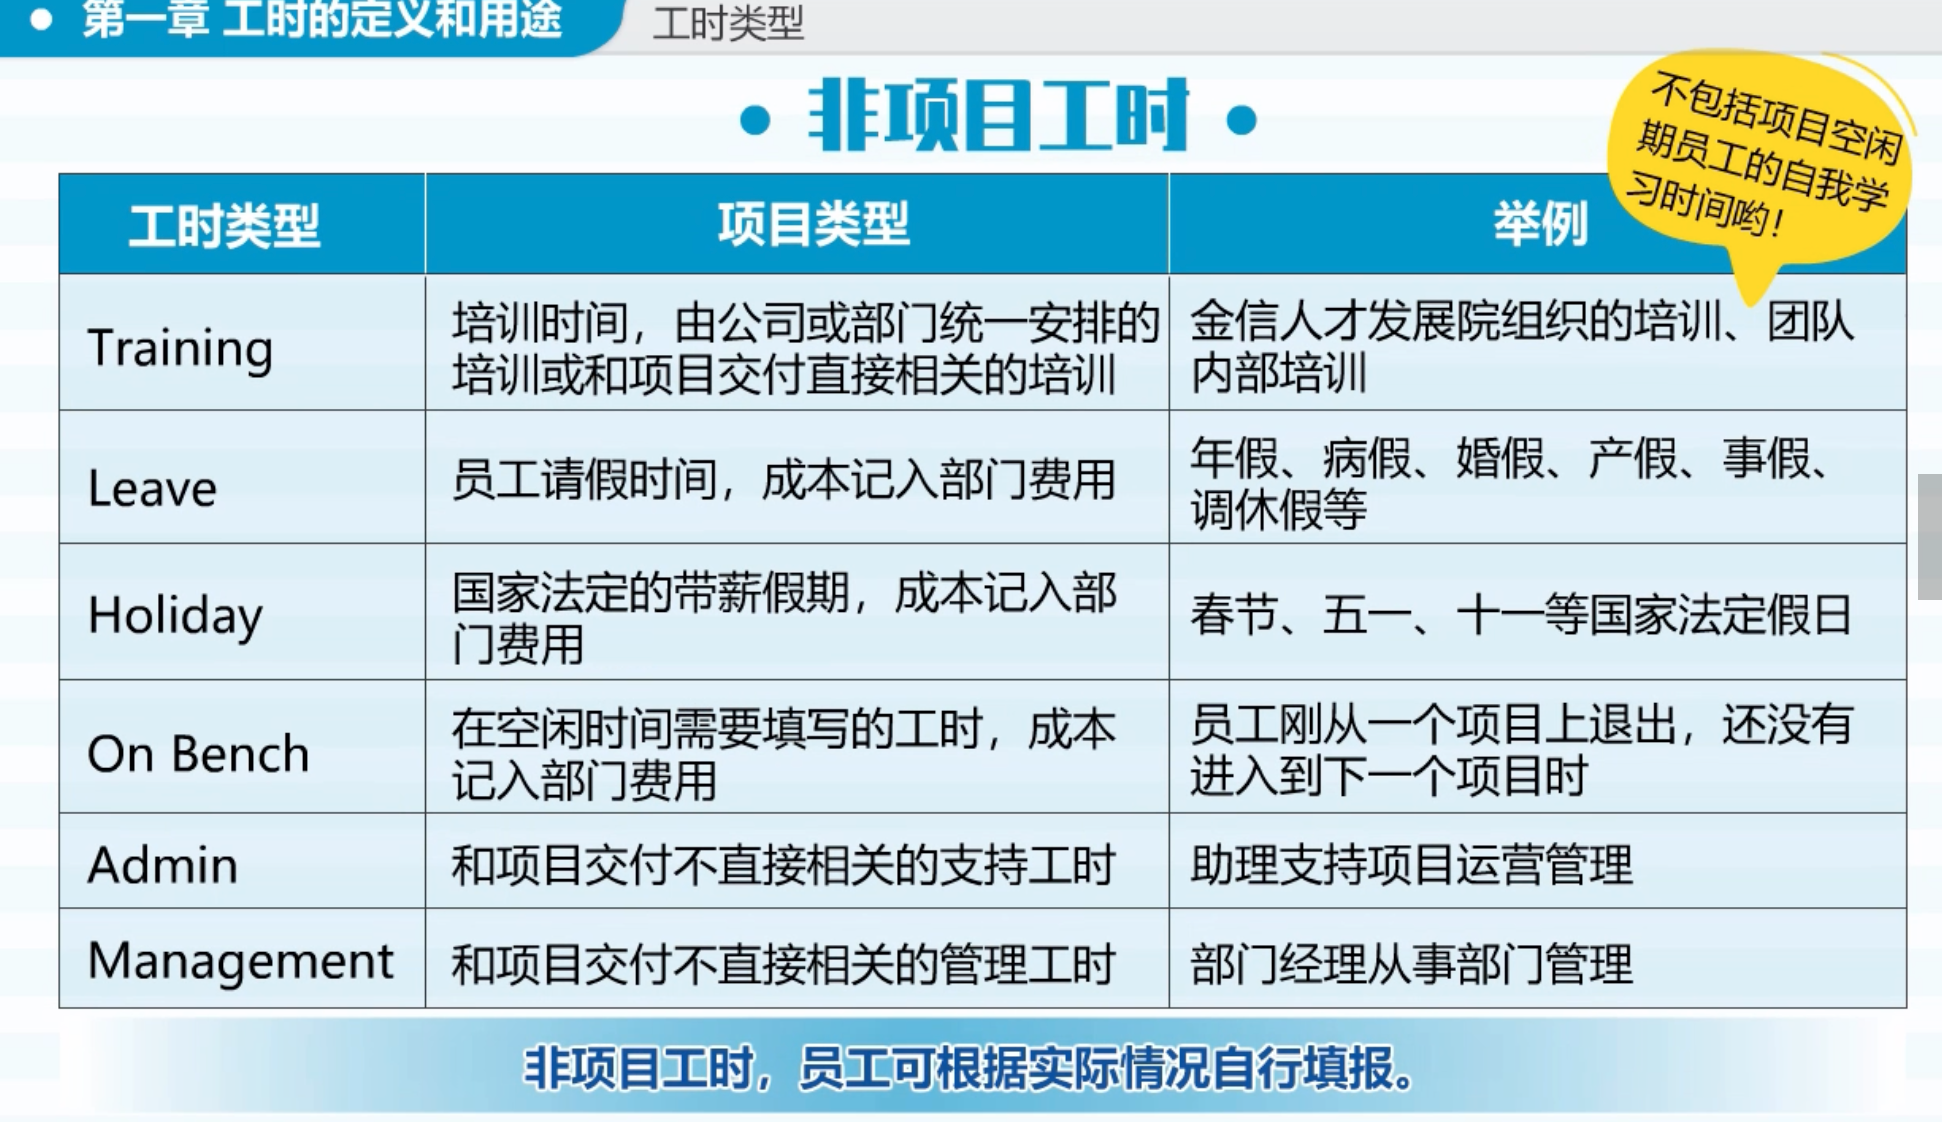 第一章 工时的定义和用途
工时类型
非项目工时
不包括项目空闲
期员工的自我学
习时间哟！
工时类型
项目类型
举例
Training
培训时间，由公司或部门统一安排的
培训或和项目交付直接相关的培训
金信人才发展院组织的培训、团队
内部培训
Leave
员工请假时间，成本记入部门费用
年假、病假、婚假、产假、事假、
调休假等
Holiday
国家法定的带薪假期，成本记入部
门费用
春节、五一、十一等国家法定假日
On Bench
在空闲时间需要填写的工时，成本
记入部门费用
员工刚从一个项目上退出，还没有
进入到下一个项目时
Admin
和项目交付不直接相关的支持工时
助理支持项目运营管理
Management
和项目交付不直接相关的管理工时
部门经理从事部门管理
非项目工时，员工可根据实际情况自行填报。